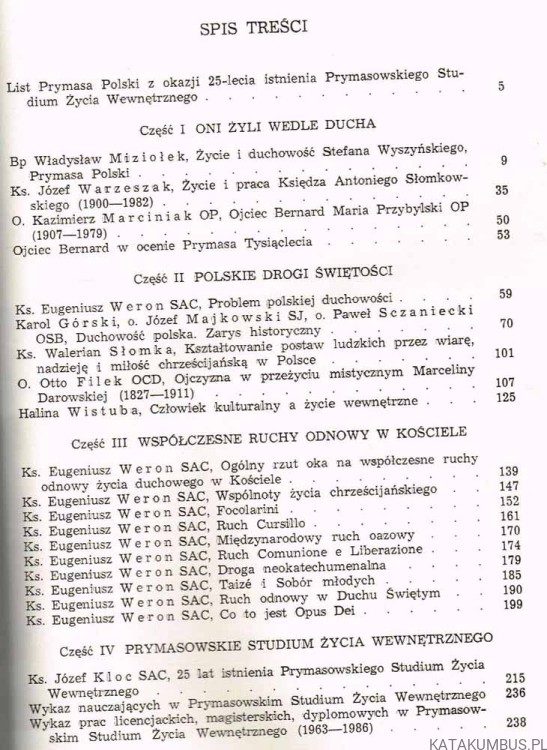 SPIS TREŚCI
List Prymasa Polski z okazji 25-lecia istnienia Prymasowskiego Stu-
dium Życia Wewnętrznego . . . . . . . . . . . 5
Część I ONI ŻYLI WEDLE DUCHA
Bp Władysław Miziołek, Życie i duchowość Stefana Wyszyńskiego,
Prymasa Polski . . . . . . . . . . . . . 9
Ks. Józef Warzeszak, Życie i praca Księdza Antoniego Słomkow-
skiego (1900—1982) . . . . . . . . . . . . 35
O. Kazimierz Marciniak OP, Ojciec Bernard Maria Przybylski OP
(1907—1979) . . . . . . . . . . . . . 50
Ojciec Bernard w ocenie Prymasa Tysiąclecia . . . . . . 53
Część II POLSKIE DROGI ŚWIĘTOŚCI
Ks. Eugeniusz Weron SAC, Problem polskiej duchowości . . . . 59
Karol Górski, o. Józef Majkowski SJ, o. Paweł Sczaniecki
OSB, Duchowość polska. Zarys historyczny . . . . . . 70
Ks. Walerian Słomka, Kształtowanie postaw ludzkich przez wiarę,
nadzieję i miłość chrześcijańską w Polsce . . . . . . 101
O. Otto Filek OCD, Ojczyzna w przeżyciu mistycznym Marceliny
Darowskiej (1827—1911) . . . . . . . . . . 107
Halina Wistuba, Człowiek kulturalny a życie wewnętrzne . . . 125
Część III WSPÓŁCZESNE RUCHY ODNOWY W KOŚCIELE
Ks. Eugeniusz Weron SAC, Ogólny rzut oka na współczesne ruchy
odnowy życia duchowego w Kościele . . . . . . . 139
Ks. Eugeniusz Weron SAC, Wspólnoty życia chrześcijańskiego . . 147
Ks. Eugeniusz Weron SAC, Focolarini . . . . . . . 152
Ks. Eugeniusz Weron SAC, Ruch Cursillo . . . . . . 161
Ks. Eugeniusz Weron SAC, Międzynarodowy ruch oazowy . . . 170
Ks. Eugeniusz Weron SAC, Ruch Comunione e Liberazione . . . 174
Ks. Eugeniusz Weron SAC, Droga neokatechumenalna . . . . 179
Ks. Eugeniusz Weron SAC, Taizé i Sobór młodych . . . . . 185
Ks. Eugeniusz Weron SAC, Ruch odnowy w Duchu Świętym . . 190
Ks. Eugeniusz Weron SAC, Co to jest Opus Dei . . . . . 199
Część IV PRYMASOWSKIE STUDIUM ŻYCIA WEWNĘTRZNEGO
Ks. Józef Kloc SAC, 25 lat istnienia Prymasowskiego Studium Życia
Wewnętrznego . . . . . . . . . . . . . 215
Wykaz nauczających w Prymasowskim Studium Życia Wewnętrznego 236
Wykaz prac licencjackich, magisterskich, dyplomowych w Prymasow-
skim Studium Życia Wewnętrznego (1963—1986) . . . . . 238
KATAKUMBUS.PL